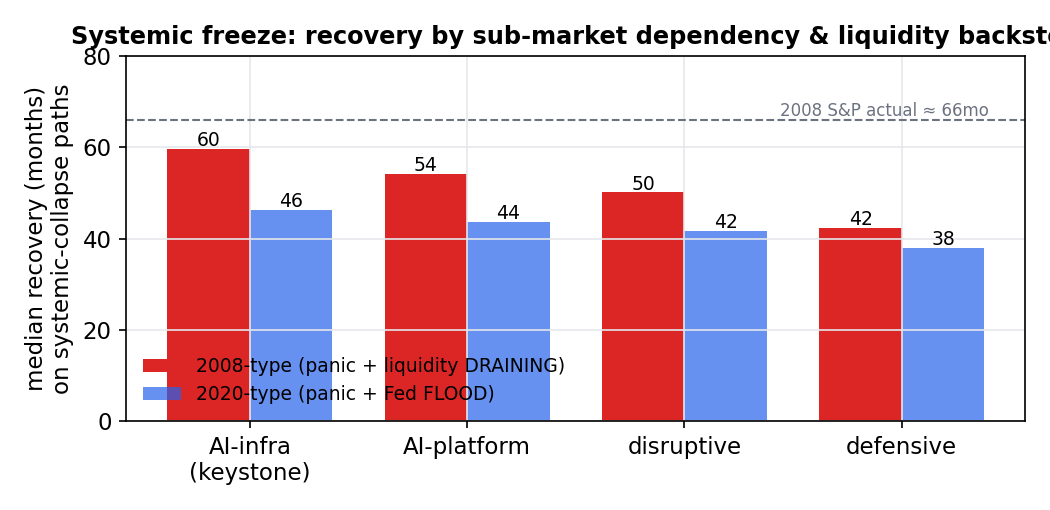 Systemic freeze: recovery by sub-market dependency & liquidity backst
median recovery (months)
on systemic-collapse paths
80
60
40
20
0
2008 S&P actual ≈ 66mo
60
46
54
44
50
42
42
38
2008-type (panic + liquidity DRAINING)
2020-type (panic + Fed FLOOD)
AI-infra
(keystone)
AI-platform
disruptive
defensive